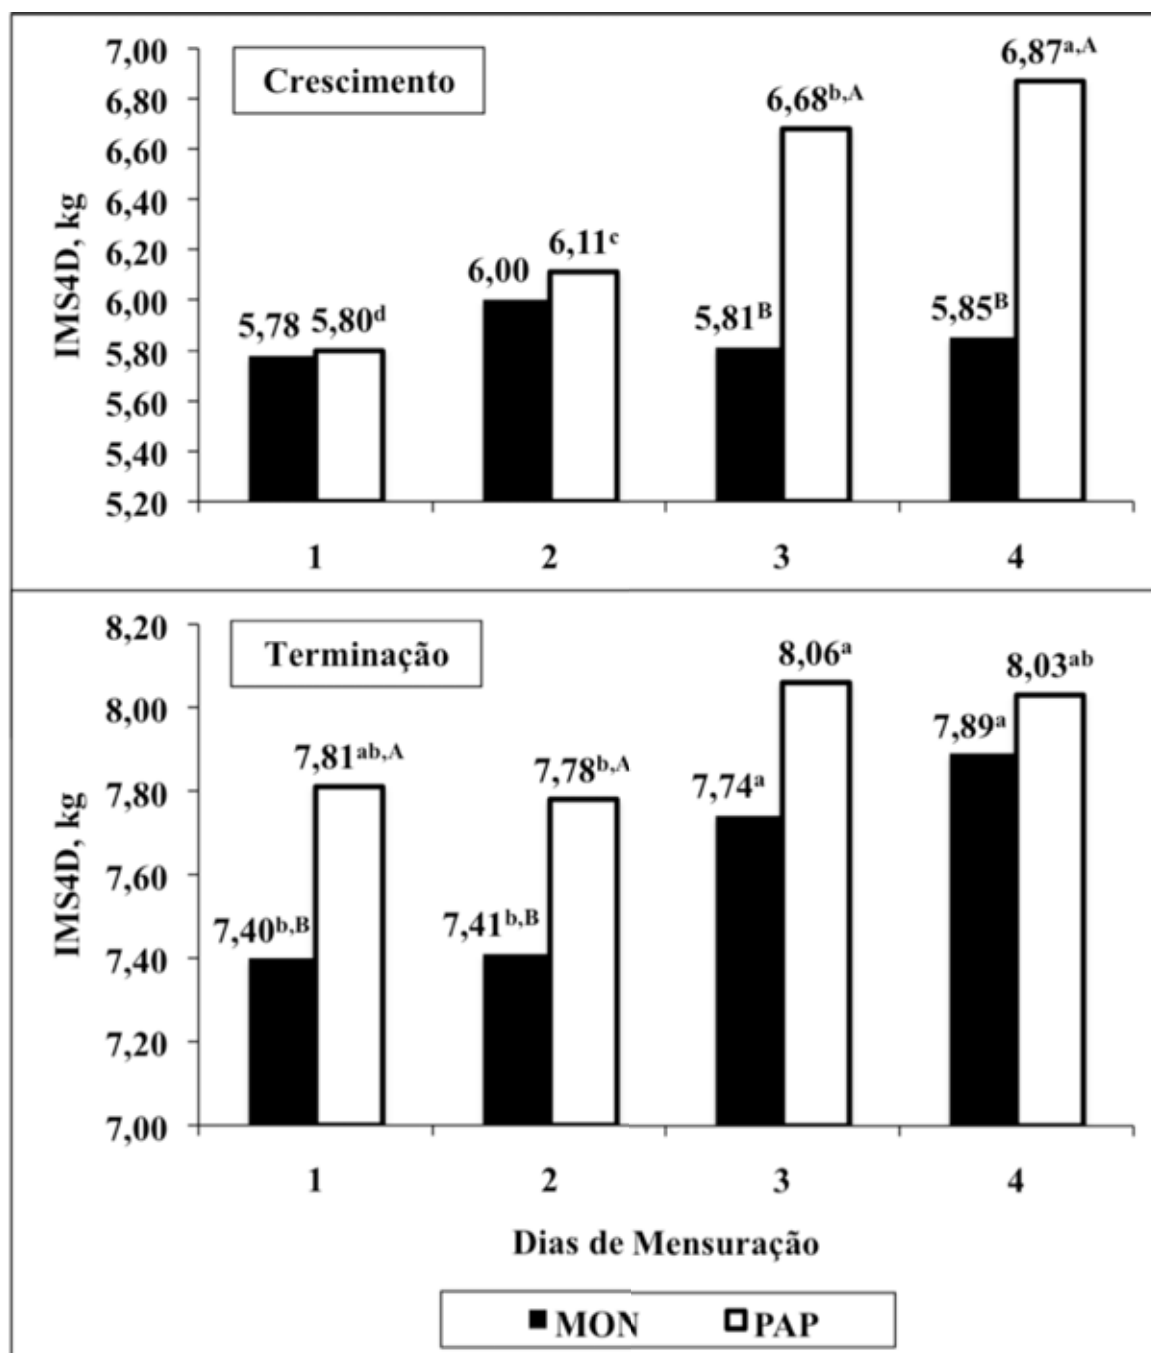 Crescimento
IMS4D, kg
7,00
6,80
6,60
6,40
6,20
6,00
5,80
5,60
5,40
5,20
5,78 5,80ᵈ
6,00 6,11ᶜ
5,81ᴮ 6,68ᵇ,ᴬ
5,85ᴮ 6,87ᵃ,ᴬ
1 2 3 4
Terminação
IMS4D, kg
8,20
8,00
7,80
7,60
7,40
7,20
7,00
7,40ᵇ,ᴮ 7,81ᵃᵇ,ᴬ
7,41ᵇ,ᴮ 7,78ᵇ,ᴬ
7,74ᵃ 8,06ᵃ
7,89ᵃ 8,03ᵃᵇ
1 2 3 4
Dias de Mensuração
MON PAP